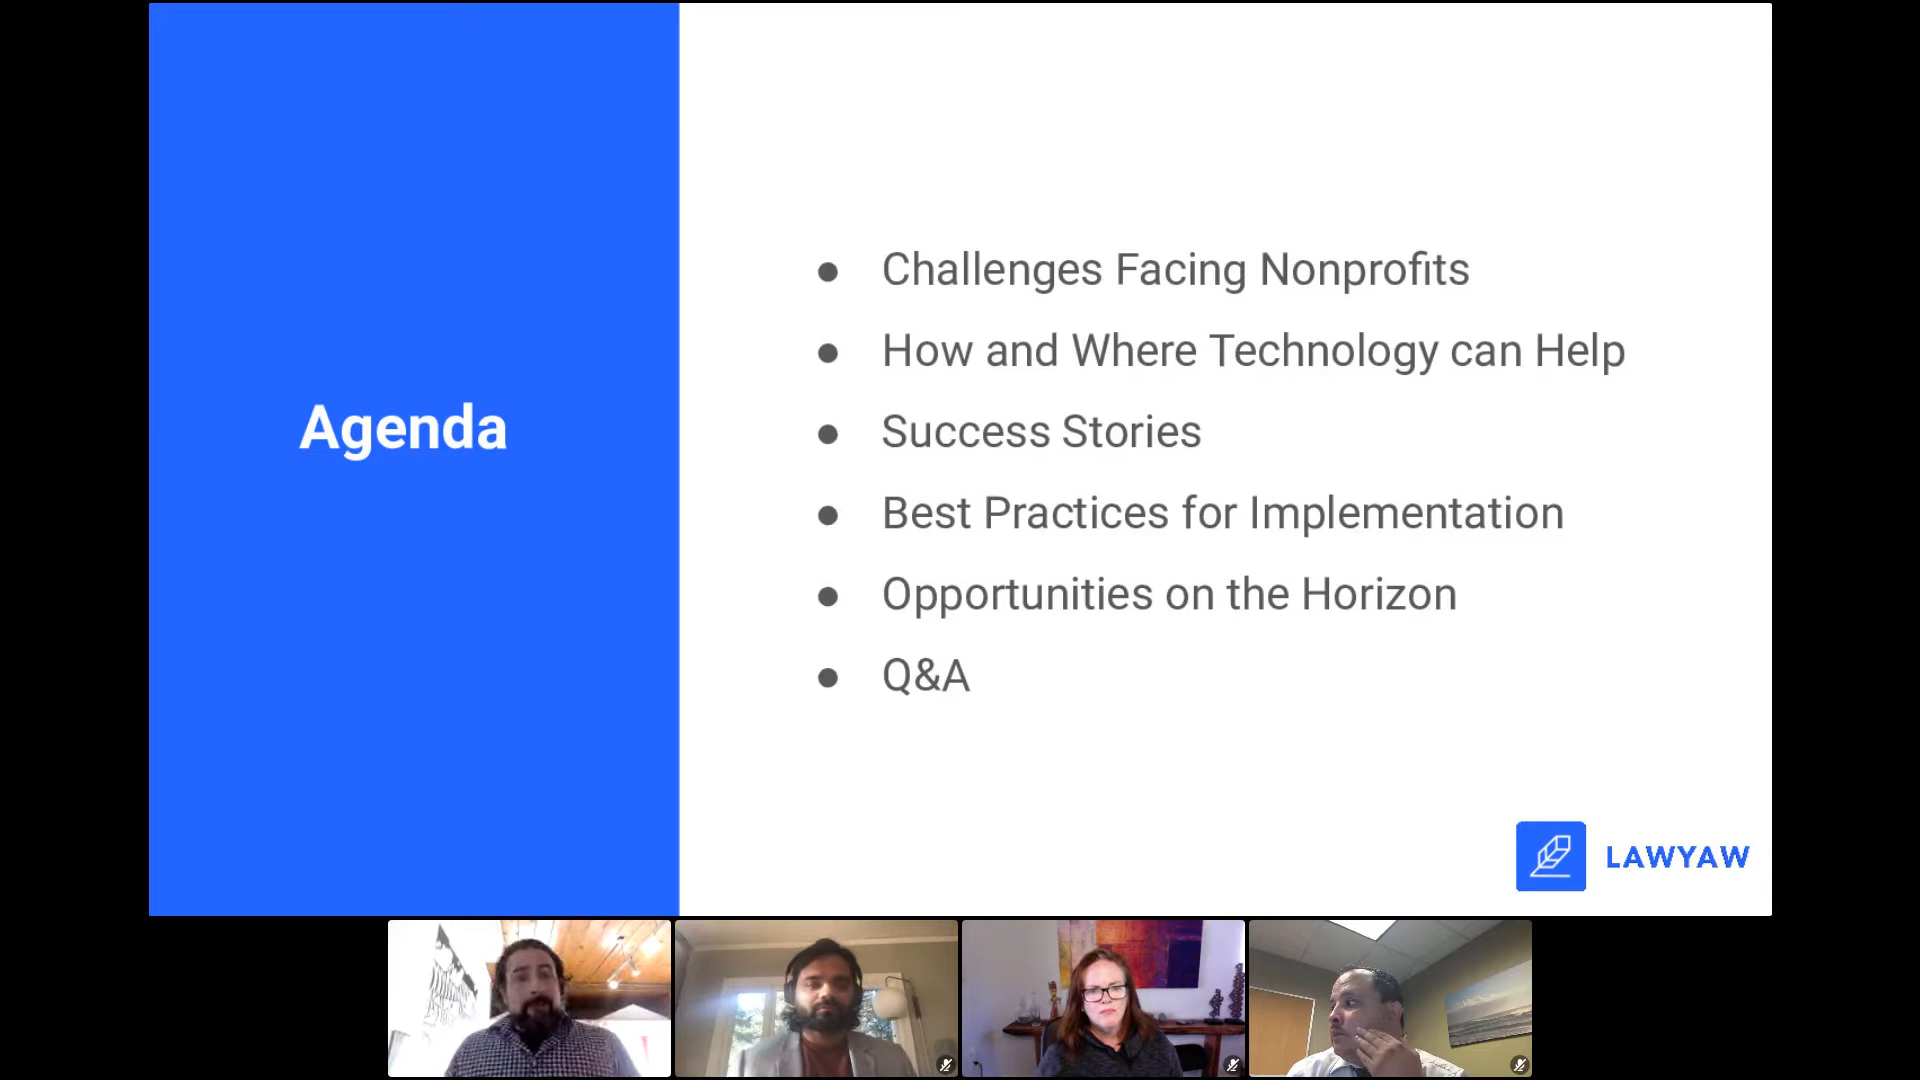 Agenda
● Challenges Facing Nonprofits
● How and Where Technology can Help
● Success Stories
● Best Practices for Implementation
● Opportunities on the Horizon
● Q&A
LAWYAW